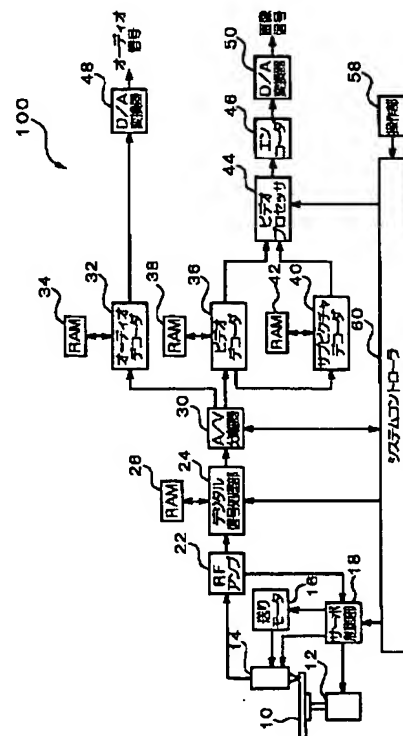 100
オーディオ
信号
48
D/A
変換器
画像
信号
50
D/A
変換器
46
エン
コーダ
44
ビデオ
プロセッサ
58
操作部
34
RAM
32
オーディオ
デコーダ
38
RAM
36
ビデオ
デコーダ
42
RAM
40
サブピクチャ
デコーダ
60
システムコントローラ
30
A/V
28
RAM
24
デジタル
信号処理部
22
RF
アンプ
14
16
送り
モータ
18
サーボ
制御部
10
12